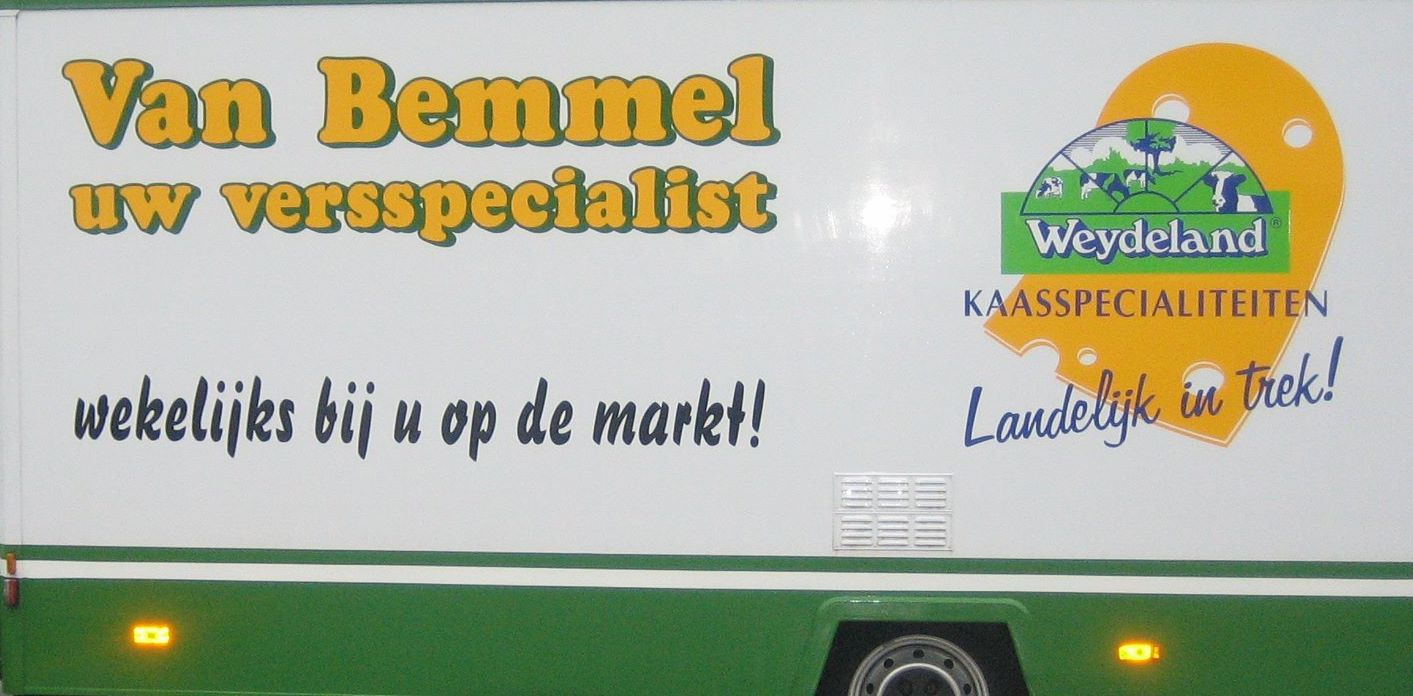 Van Bemmel
uw versspecialist
wekelijks bij u op de markt!
Weydeland®
KAASSPECIALITEITEN
Landelijk in trek!